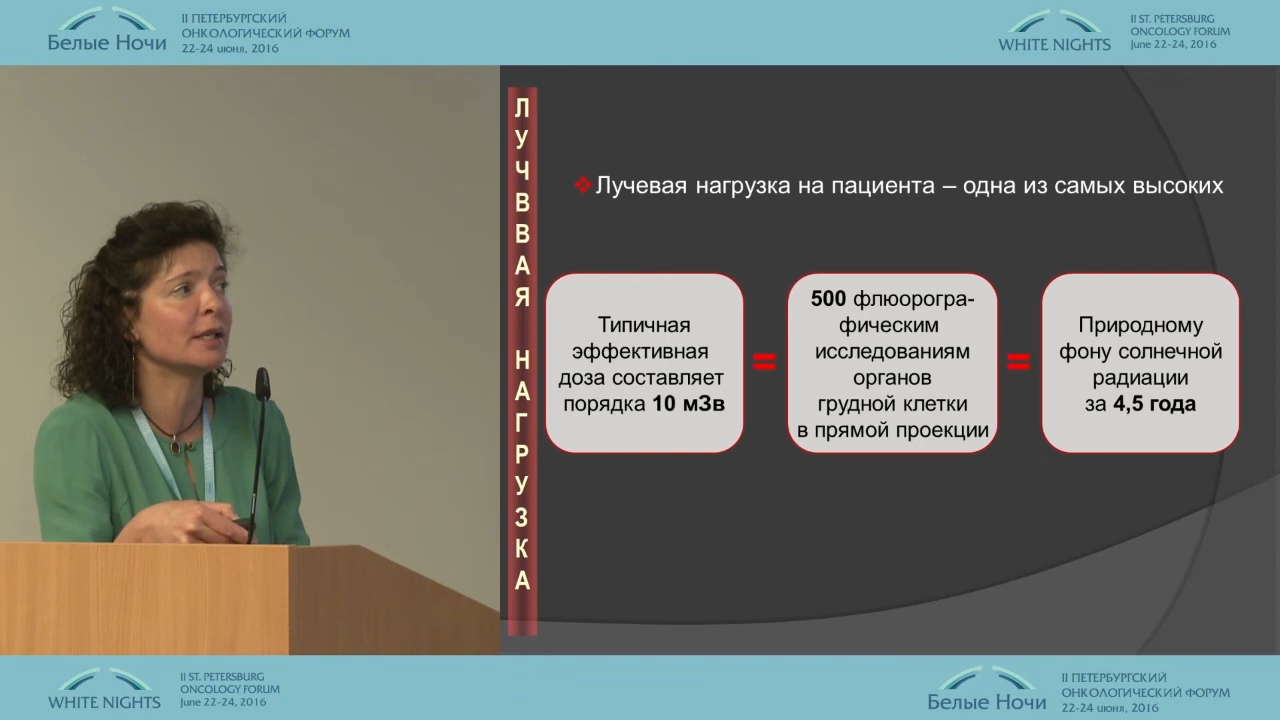 Белые Ночи
II ПЕТЕРБУРГСКИЙ
ОНКОЛОГИЧЕСКИЙ ФОРУМ
22-24 июня, 2016
WHITE NIGHTS
II ST. PETERSBURG
ONCOLOGY FORUM
June 22-24, 2016
ЛУЧВВАЯ НАГРУЗКА
Лучевая нагрузка на пациента – одна из самых высоких
Типичная
эффективная
доза составляет
порядка 10 мЗв
=
500 флюорогра-
фическим
исследованиям
органов
грудной клетки
в прямой проекции
=
Природному
фону солнечной
радиации
за 4,5 года
WHITE NIGHTS
II ST. PETERSBURG
ONCOLOGY FORUM
June 22-24, 2016
Белые Ночи
II ПЕТЕРБУРГСКИЙ
ОНКОЛОГИЧЕСКИЙ ФОРУМ
22-24 июня, 2016